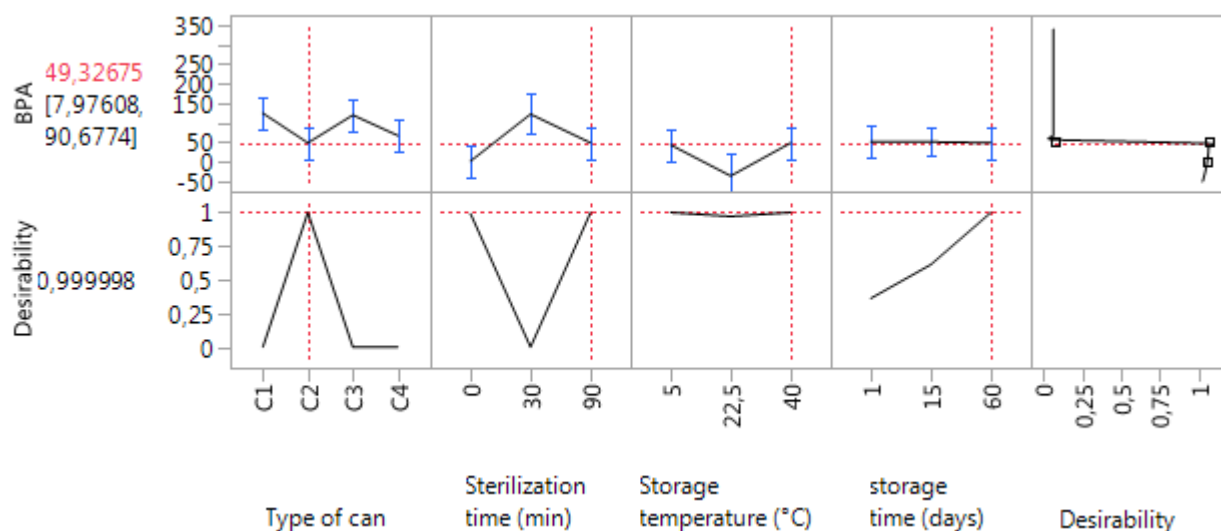 BPA
49,32675
[7,97608,
90,6774]
350
250
200
150
50
0
-50
Desirability
0,999998
1
0,75
0,5
0,25
0
C1
C2
C3
C4
0
30
90
5
22,5
40
1
15
60
0
0,25
0,5
0,75
1
Type of can
Sterilization
time (min)
Storage
temperature (°C)
storage
time (days)
Desirability